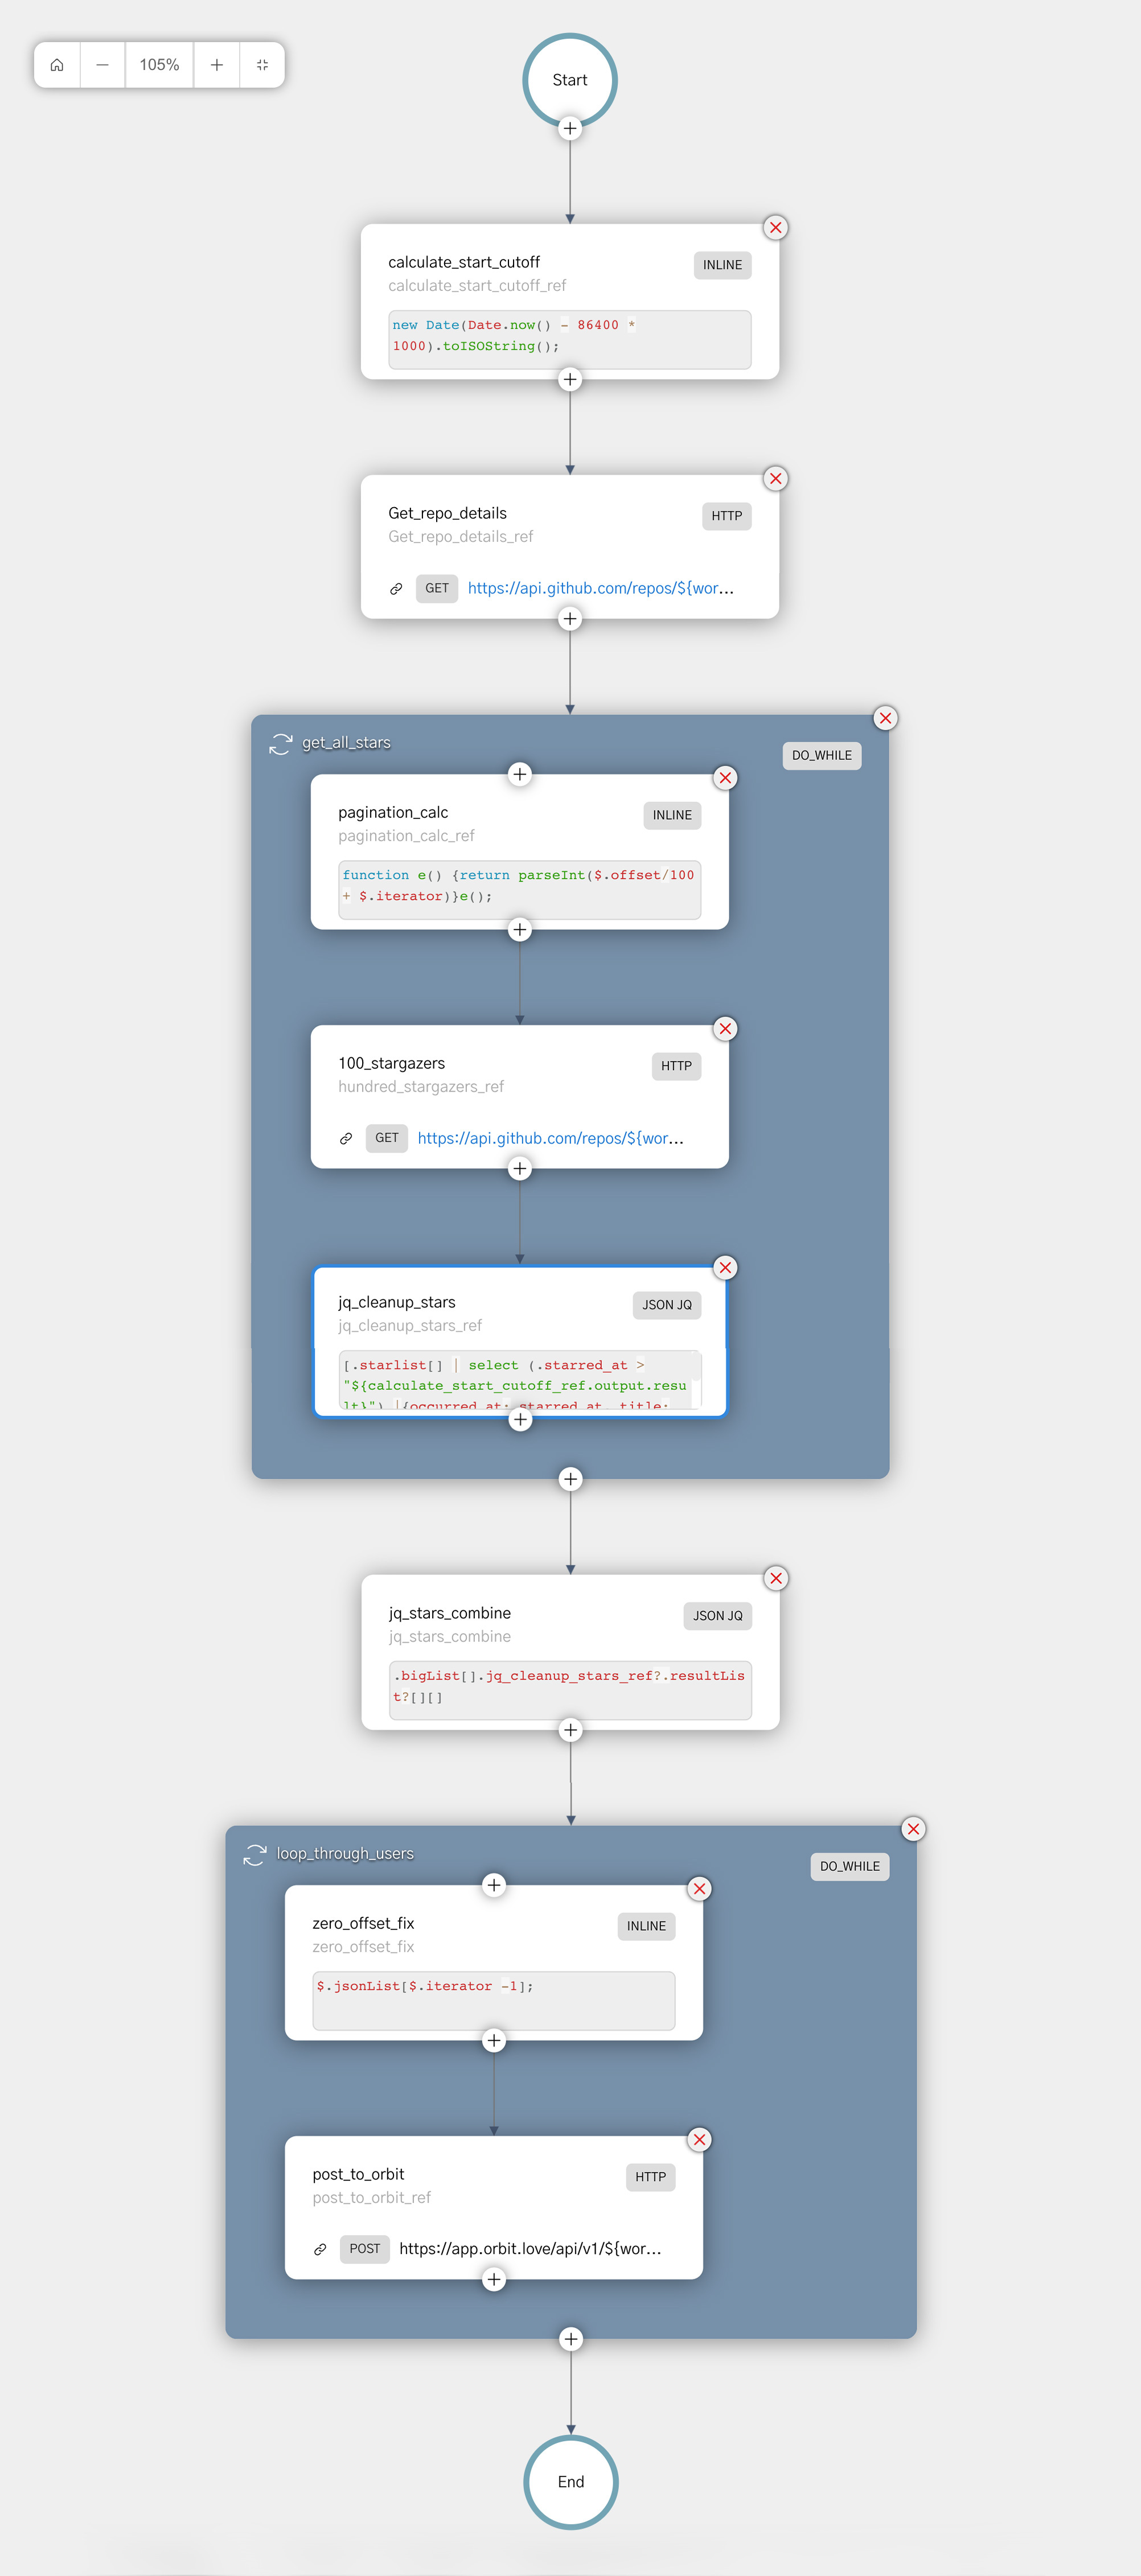 105%
Start
calculate_start_cutoff
INLINE
calculate_start_cutoff_ref
new Date(Date.now() - 86400 *
1000).toISOString();
Get_repo_details
HTTP
Get_repo_details_ref
GET https://api.github.com/repos/${wor...
get_all_stars
DO_WHILE
pagination_calc
INLINE
pagination_calc_ref
function e() {return parseInt($.offset/100
+ $.iterator)}e();
100_stargazers
HTTP
hundred_stargazers_ref
GET https://api.github.com/repos/${wor...
jq_cleanup_stars
JSON JQ
jq_cleanup_stars_ref
[.starlist[] | select (.starred_at >
"${calculate_start_cutoff_ref.output.resu
lt}") |{occurred_at:.starred_at, title:
jq_stars_combine
JSON JQ
jq_stars_combine
.bigList[].jq_cleanup_stars_ref?.resultLis
t?[][]
loop_through_users
DO_WHILE
zero_offset_fix
INLINE
zero_offset_fix
$.jsonList[$.iterator -1];
post_to_orbit
HTTP
post_to_orbit_ref
POST https://app.orbit.love/api/v1/${wor...
End